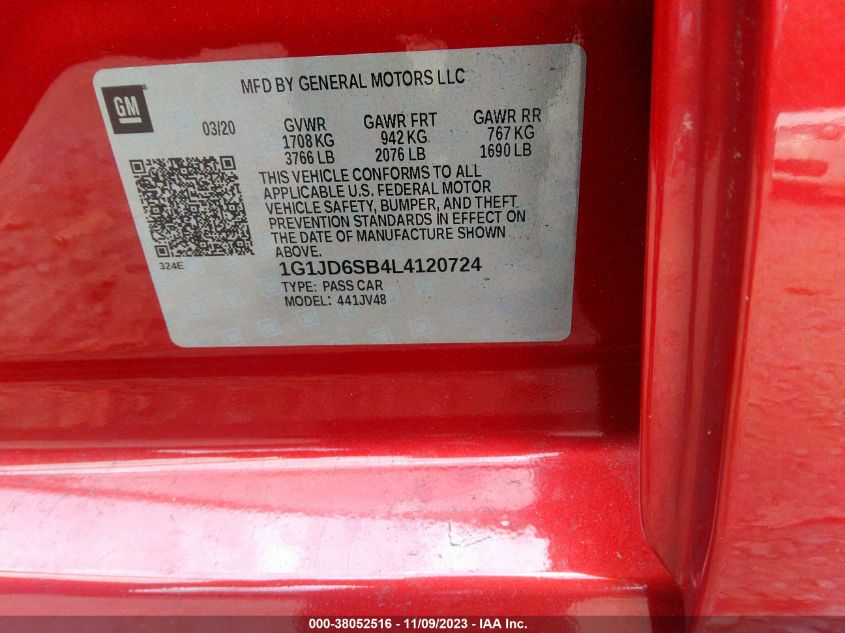 MFD BY GENERAL MOTORS LLC
GM
03/20 GVWR GAWR FRT GAWR RR
1708 KG 942 KG 767 KG
3766 LB 2076 LB 1690 LB
THIS VEHICLE CONFORMS TO ALL
APPLICABLE U.S. FEDERAL MOTOR
VEHICLE SAFETY, BUMPER, AND THEFT
PREVENTION STANDARDS IN EFFECT ON
THE DATE OF MANUFACTURE SHOWN
ABOVE.
324E
1G1JD6SB4L4120724
TYPE: PASS CAR
MODEL: 441JV48
000-38052516 - 11/09/2023 - IAA Inc.